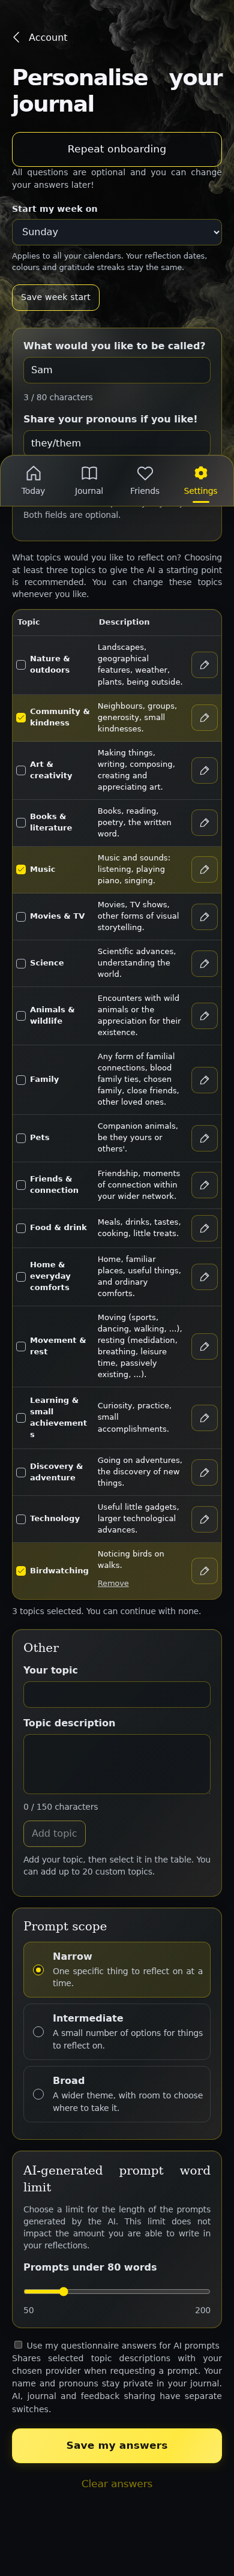 Account
Personalise your
journal
Repeat onboarding
All questions are optional and you can change
your answers later!
Start my week on
Sunday
Applies to all your calendars. Your reflection dates,
colours and gratitude streaks stay the same.
Save week start
What would you like to be called?
Sam
3 / 80 characters
Share your pronouns if you like!
they/them
Today
Journal
Friends
Settings
Both fields are optional.
What topics would you like to reflect on? Choosing
at least three topics to give the AI a starting point
is recommended. You can change these topics
whenever you like.
Topic
Description
Nature &
outdoors
Landscapes,
geographical
features, weather,
plants, being outside.
Community &
kindness
Neighbours, groups,
generosity, small
kindnesses.
Art &
creativity
Making things,
writing, composing,
creating and
appreciating art.
Books &
literature
Books, reading,
poetry, the written
word.
Music
Music and sounds:
listening, playing
piano, singing.
Movies & TV
Movies, TV shows,
other forms of visual
storytelling.
Science
Scientific advances,
understanding the
world.
Animals &
wildlife
Encounters with wild
animals or the
appreciation for their
existence.
Family
Any form of familial
connections, blood
family ties, chosen
family, close friends,
other loved ones.
Pets
Companion animals,
be they yours or
others'.
Friends &
connection
Friendship, moments
of connection within
your wider network.
Food & drink
Meals, drinks, tastes,
cooking, little treats.
Home &
everyday
comforts
Home, familiar
places, useful things,
and ordinary
comforts.
Movement &
rest
Moving (sports,
dancing, walking, ...),
resting (medidation,
breathing, leisure
time, passively
existing, ...).
Learning &
small
achievement
s
Curiosity, practice,
small
accomplishments.
Discovery &
adventure
Going on adventures,
the discovery of new
things.
Technology
Useful little gadgets,
larger technological
advances.
Birdwatching
Noticing birds on
walks.
Remove
3 topics selected. You can continue with none.
Other
Your topic
Topic description
0 / 150 characters
Add topic
Add your topic, then select it in the table. You
can add up to 20 custom topics.
Prompt scope
Narrow
One specific thing to reflect on at a
time.
Intermediate
A small number of options for things
to reflect on.
Broad
A wider theme, with room to choose
where to take it.
AI-generated prompt word
limit
Choose a limit for the length of the prompts
generated by the AI. This limit does not
impact the amount you are able to write in
your reflections.
Prompts under 80 words
50
200
Use my questionnaire answers for AI prompts
Shares selected topic descriptions with your
chosen provider when requesting a prompt. Your
name and pronouns stay private in your journal.
AI, journal and feedback sharing have separate
switches.
Save my answers
Clear answers